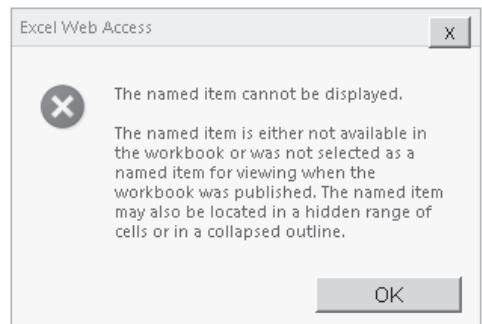 Excel Web Access
X
The named item cannot be displayed.
The named item is either not available in
the workbook or was not selected as a
named item for viewing when the
workbook was published. The named item
may also be located in a hidden range of
cells or in a collapsed outline.
OK